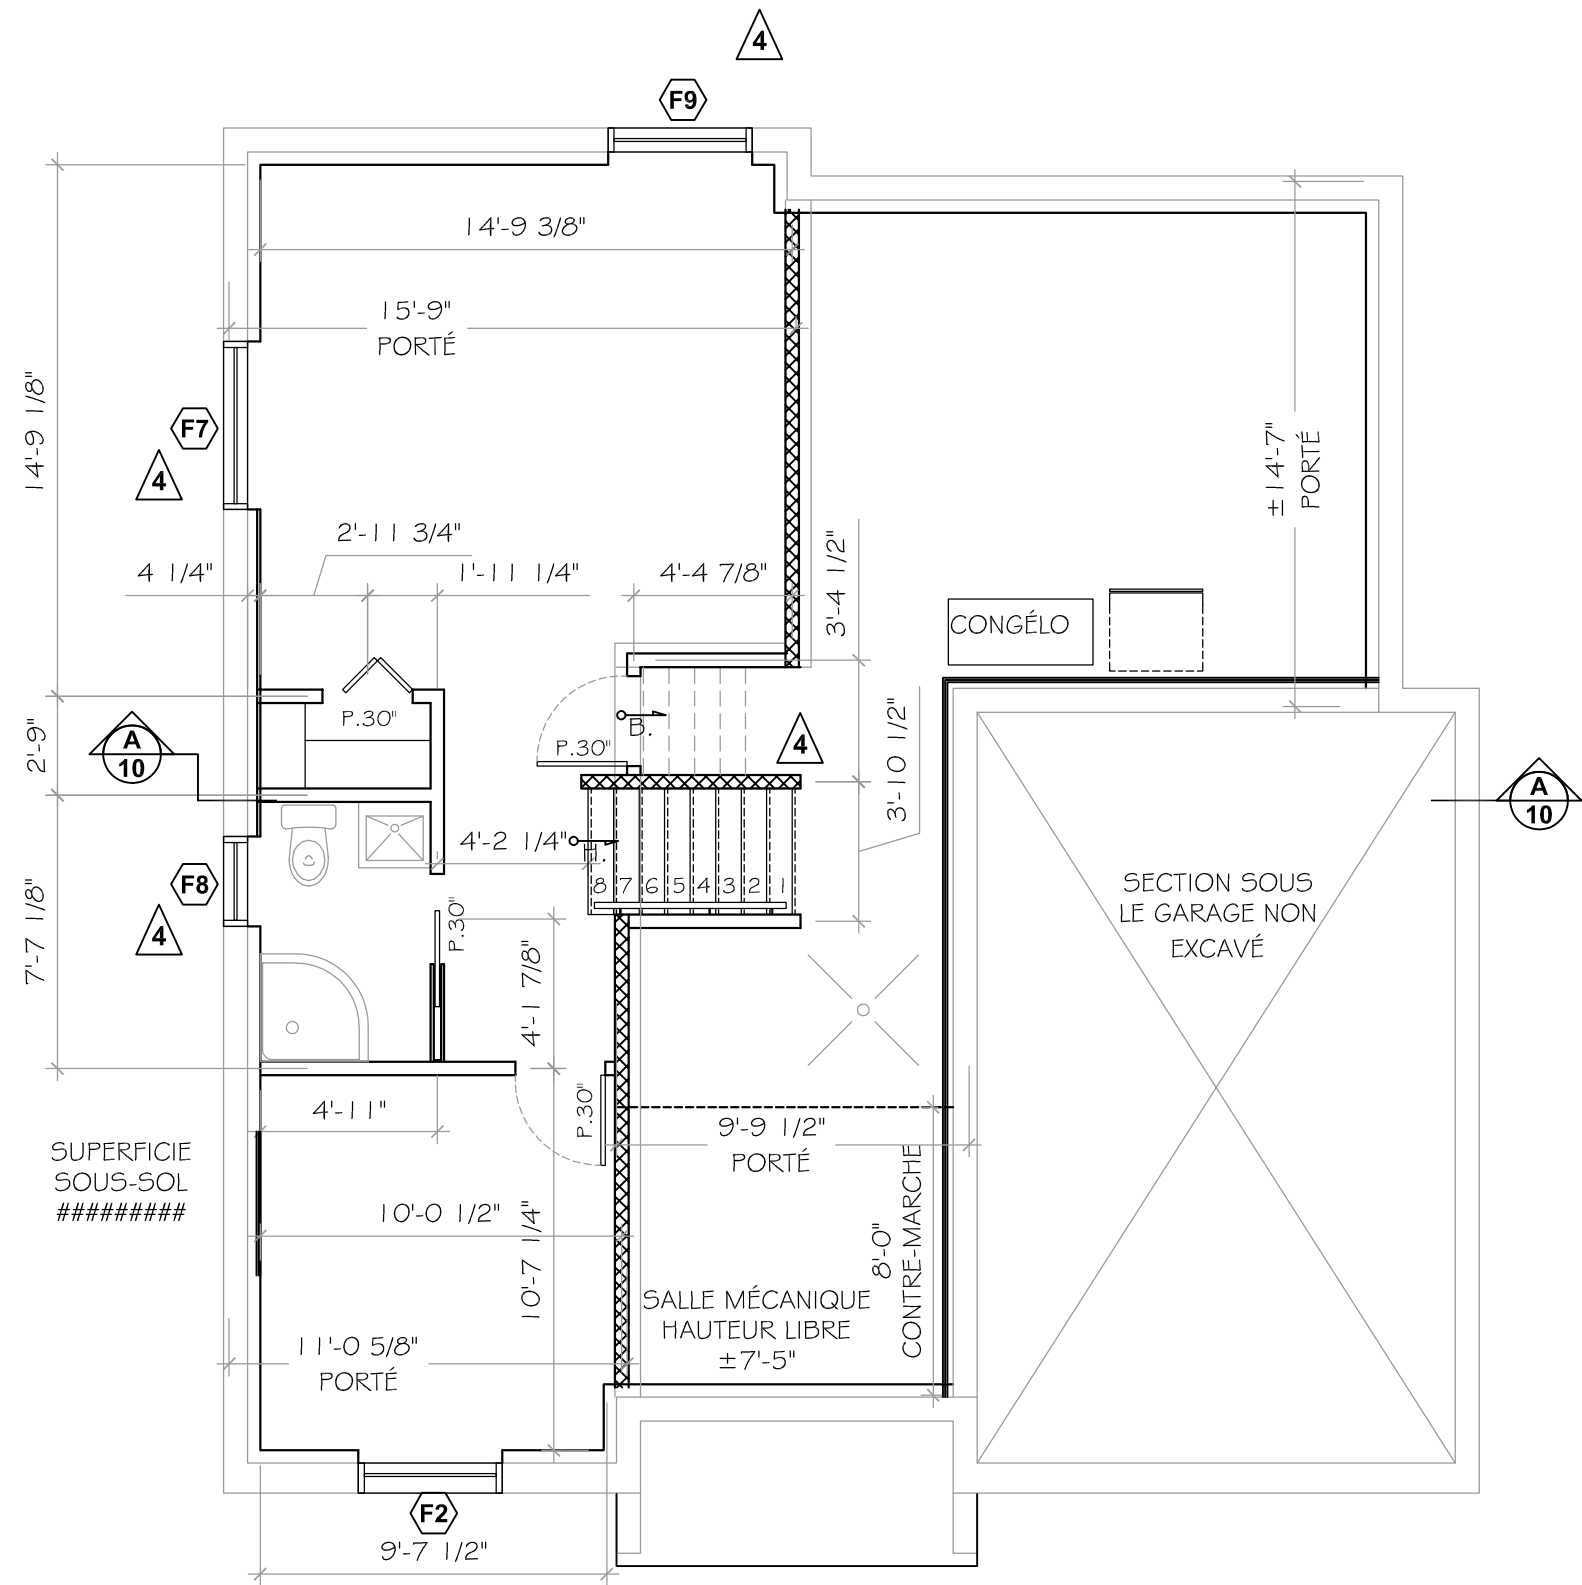 4
F9
14'-9 3/8"
15'-9"
PORTÉ
14'-9 1/8"
F7
4
±14'-7"
PORTÉ
2'-11 3/4"
4 1/4"
1'-11 1/4"
4'-4 7/8"
3'-4 1/2"
CONGÉLO
P.30"
B.
P.30"
4
3'-10 1/2"
2'-9"
A
10
A
10
4'-2 1/4"
H.
8 7 6 5 4 3 2 1
F8
4
7'-7 1/8"
P.30"
4'-1 7/8"
SECTION SOUS
LE GARAGE NON
EXCAVÉ
4'-11"
P.30"
9'-9 1/2"
PORTÉ
SUPERFICIE
SOUS-SOL
#########
10'-0 1/2"
10'-7 1/4"
8'-0"
CONTRE-MARCHE
SALLE MÉCANIQUE
HAUTEUR LIBRE
±7'-5"
11'-0 5/8"
PORTÉ
F2
9'-7 1/2"